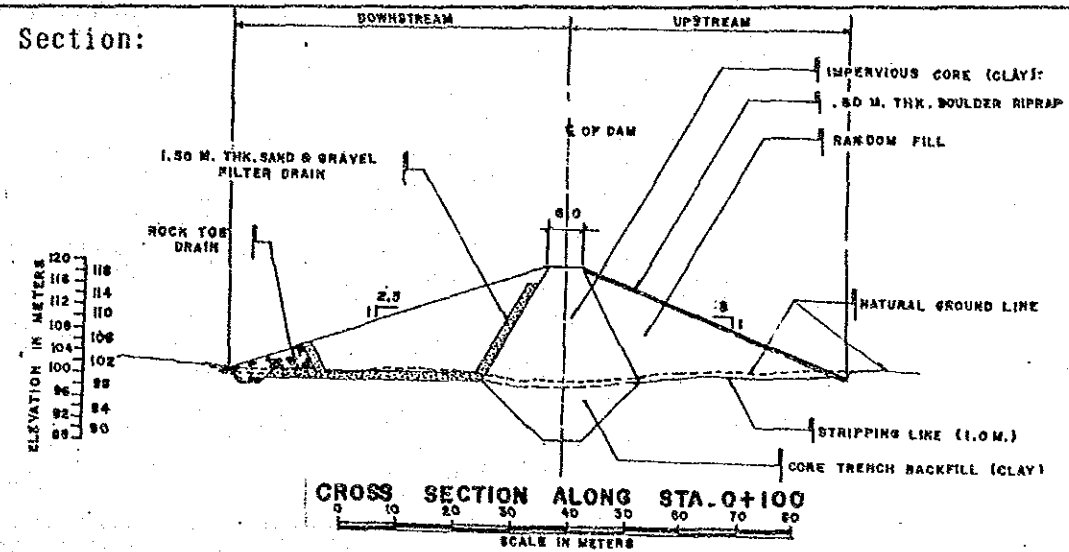 DOWNSTREAM
UPSTREAM
Section:
IMPERVIOUS CORE (CLAY):
.80 M. THK. BOULDER RIPRAP
℄ OF DAM
RANDOM FILL
1.50 M. THK. SAND & GRAVEL
FILTER DRAIN
6.0
ROCK TOE
DRAIN
ELEVATION IN METERS
120
118
116
114
112
110
108
106
104
102
100
98
96
94
92
90
88
1
2.5
3
1
NATURAL GROUND LINE
STRIPPING LINE (1.0 M.)
CORE TRENCH BACKFILL (CLAY)
CROSS SECTION ALONG STA. 0+100
0 10 20 30 40 50 60 70 80
SCALE IN METERS